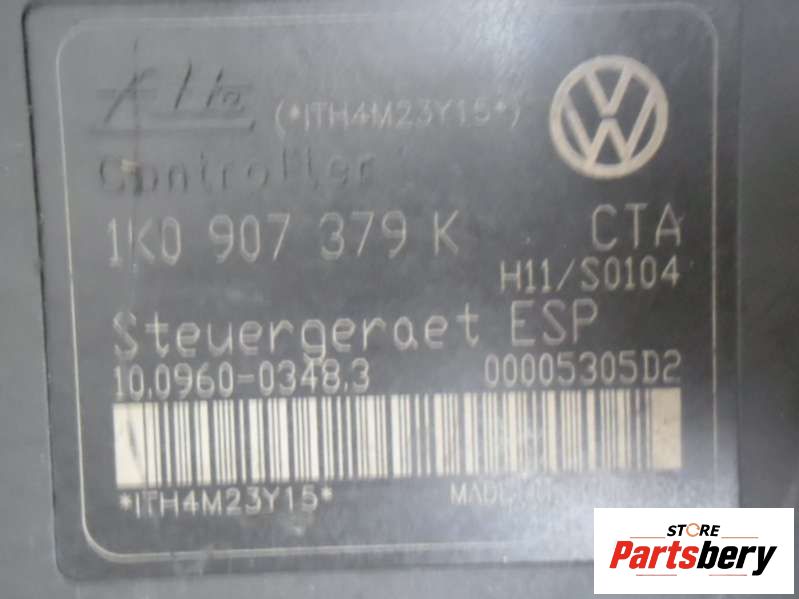 (*ITH4M23Y15*)
Controller
1K0 907 379 K CTA
H11/S0104
Steuergeraet ESP
10.0960-0348.3 00005305D2
*ITH4M23Y15*
STORE
Partsbery